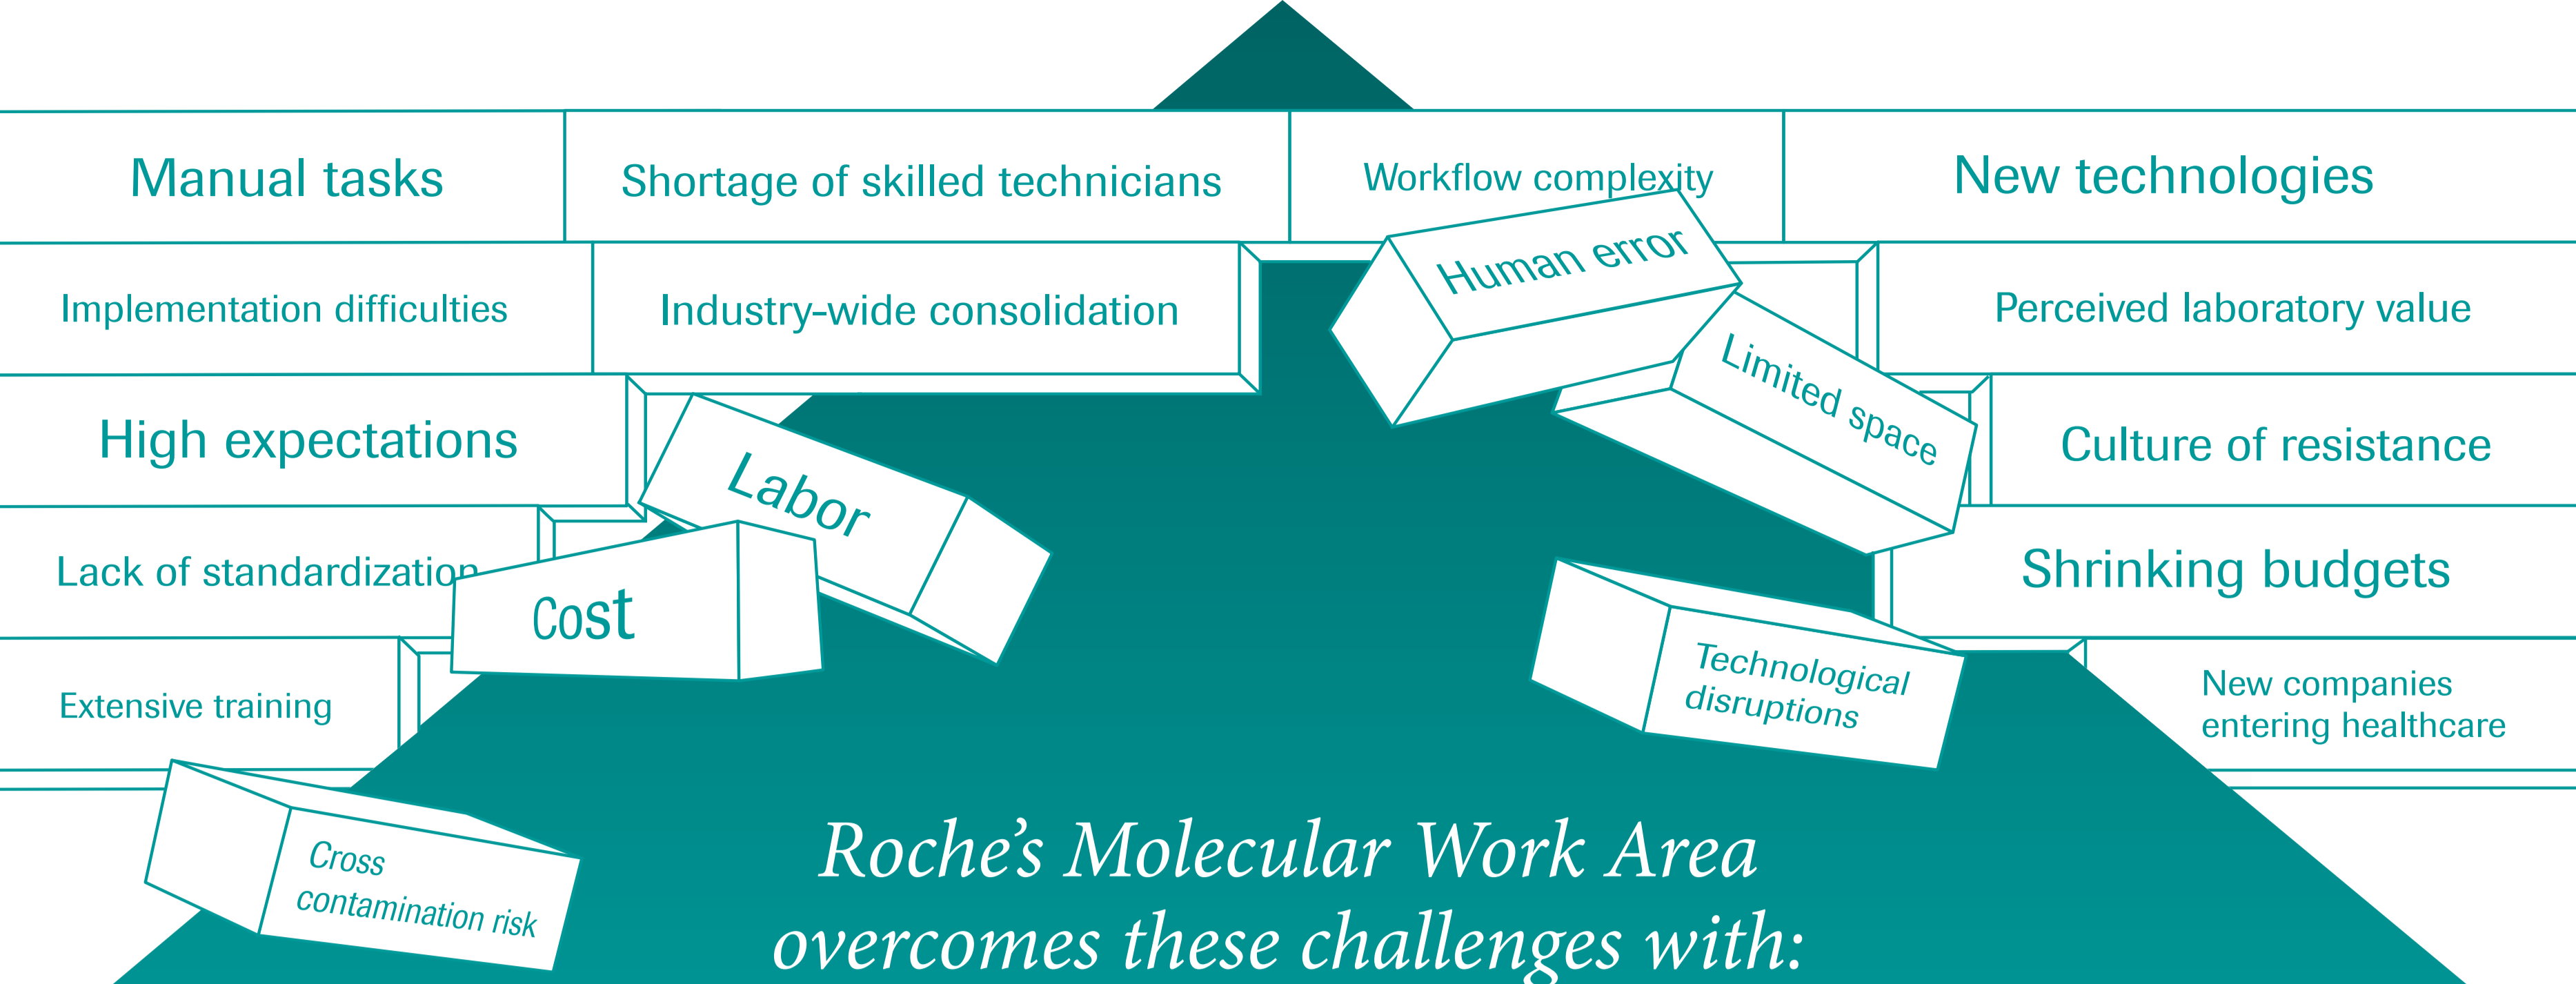 Manual tasks
Shortage of skilled technicians
Workflow complexity
New technologies
Human error
Implementation difficulties
Industry-wide consolidation
Perceived laboratory value
Limited space
High expectations
Labor
Culture of resistance
Lack of standardization
Cost
Shrinking budgets
Technological
disruptions
Extensive training
New companies
entering healthcare
Cross
contamination risk
Roche’s Molecular Work Area
overcomes these challenges with: